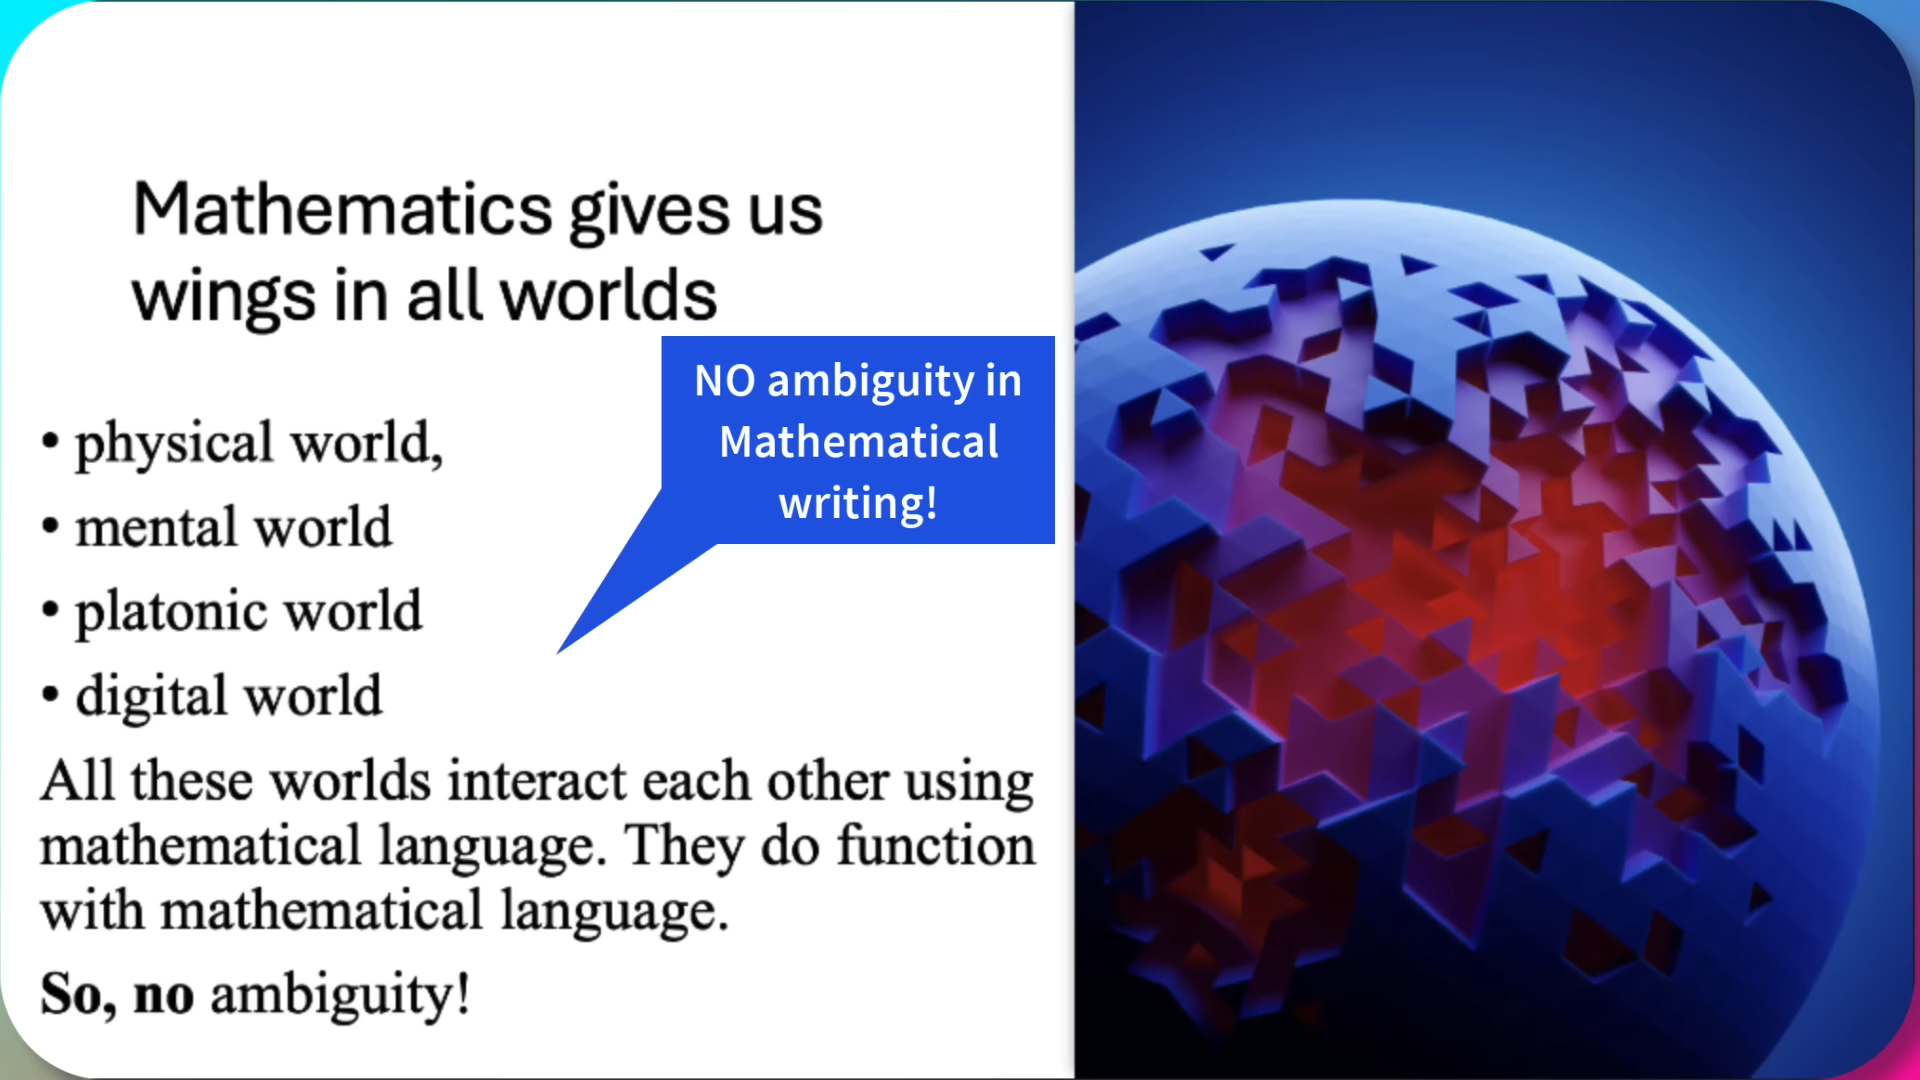 Mathematics gives us
wings in all worlds
NO ambiguity in
Mathematical
writing!
• physical world,
• mental world
• platonic world
• digital world
All these worlds interact each other using
mathematical language. They do function
with mathematical language.
So, no ambiguity!